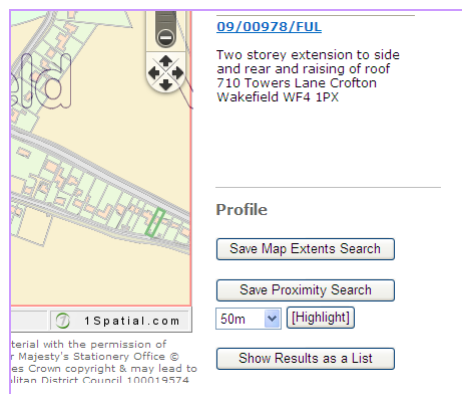 09/00978/FUL
Two storey extension to side
and rear and raising of roof
710 Towers Lane Crofton
Wakefield WF4 1PX
eld
Profile
Save Map Extents Search
Save Proximity Search
50m
[Highlight]
Show Results as a List
1Spatial.com
terial with the permission of
r Majesty's Stationery Office ©
es Crown copyright & may lead to
olitan District Council 100019574